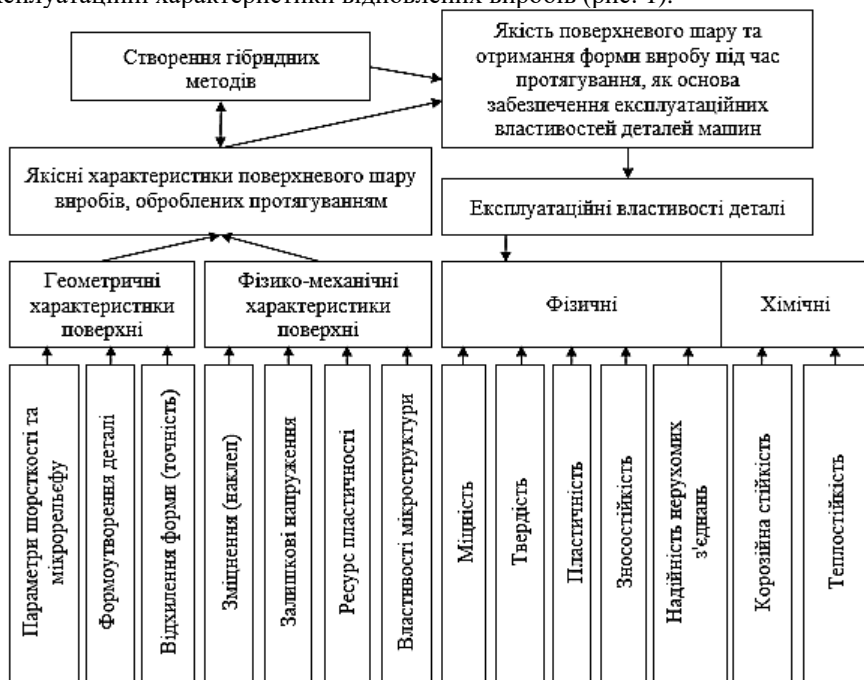 експлуатаційні характеристики відновлених виробів (рис. 1).
Створення гібридних
методів
Якість поверхневого шару та
отримання форми виробу під час
протягування, як основа
забезпечення експлуатаційних
властивостей деталей машин
Якісні характеристики поверхневого шару
виробів, оброблених протягуванням
Експлуатаційні властивості деталі
Геометричні
характеристики
поверхні
Фізико-механічні
характеристики
поверхні
Фізичні
Хімічні
Параметри шорсткості та
мікрорельєфу
Формоутворення деталі
Відхилення форми (точність)
Зміцнення (наклеп)
Залишкові напруження
Ресурс пластичності
Властивості мікроструктури
Міцність
Твердість
Пластичність
Зносостійкість
Надійність нерухомих
з'єднань
Корозійна стійкість
Теплостійкість